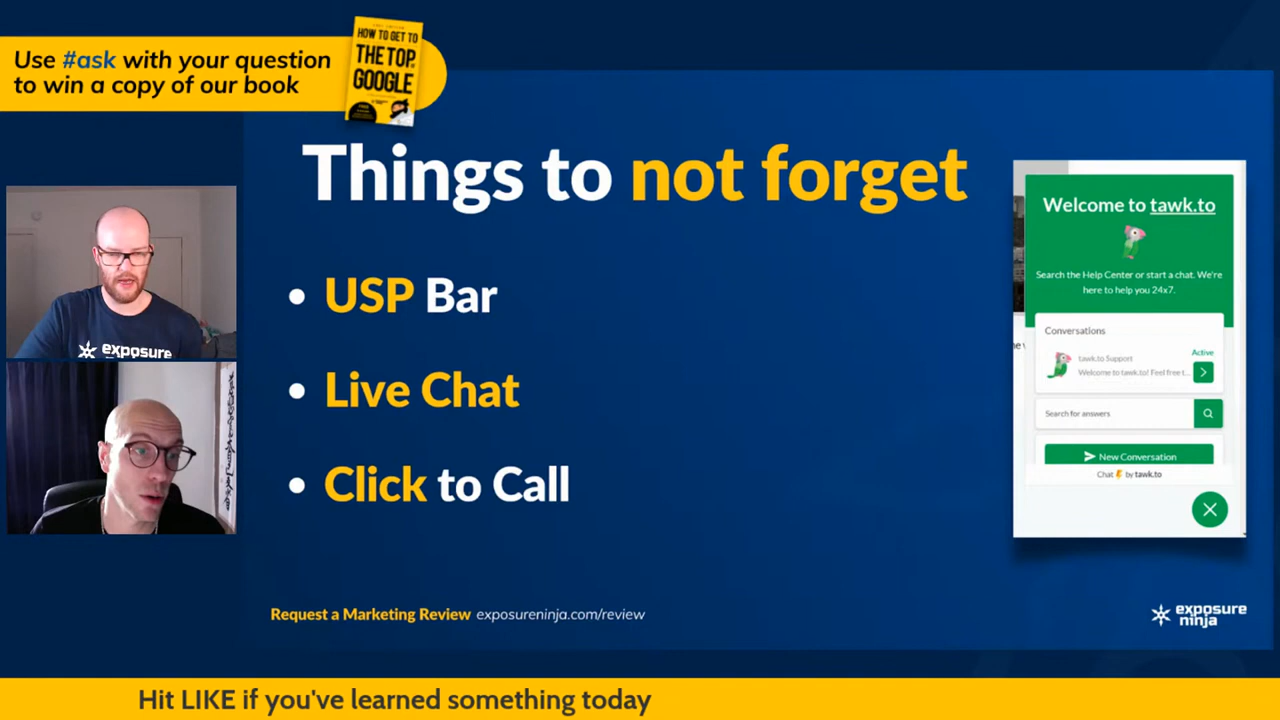 Use #ask with your question
to win a copy of our book
HOW TO GET TO
THE TOP
OF
GOOGLE
Things to not forget
• USP Bar
• Live Chat
• Click to Call
exposure
Welcome to tawk.to
Search the Help Center or start a chat. We're
here to help you 24x7.
Conversations
Active
tawk.to Support
Welcome to tawk.to! Feel free t...
Search for answers
New Conversation
Chat by tawk.to
Request a Marketing Review exposureninja.com/review
exposure
ninja
Hit LIKE if you've learned something today